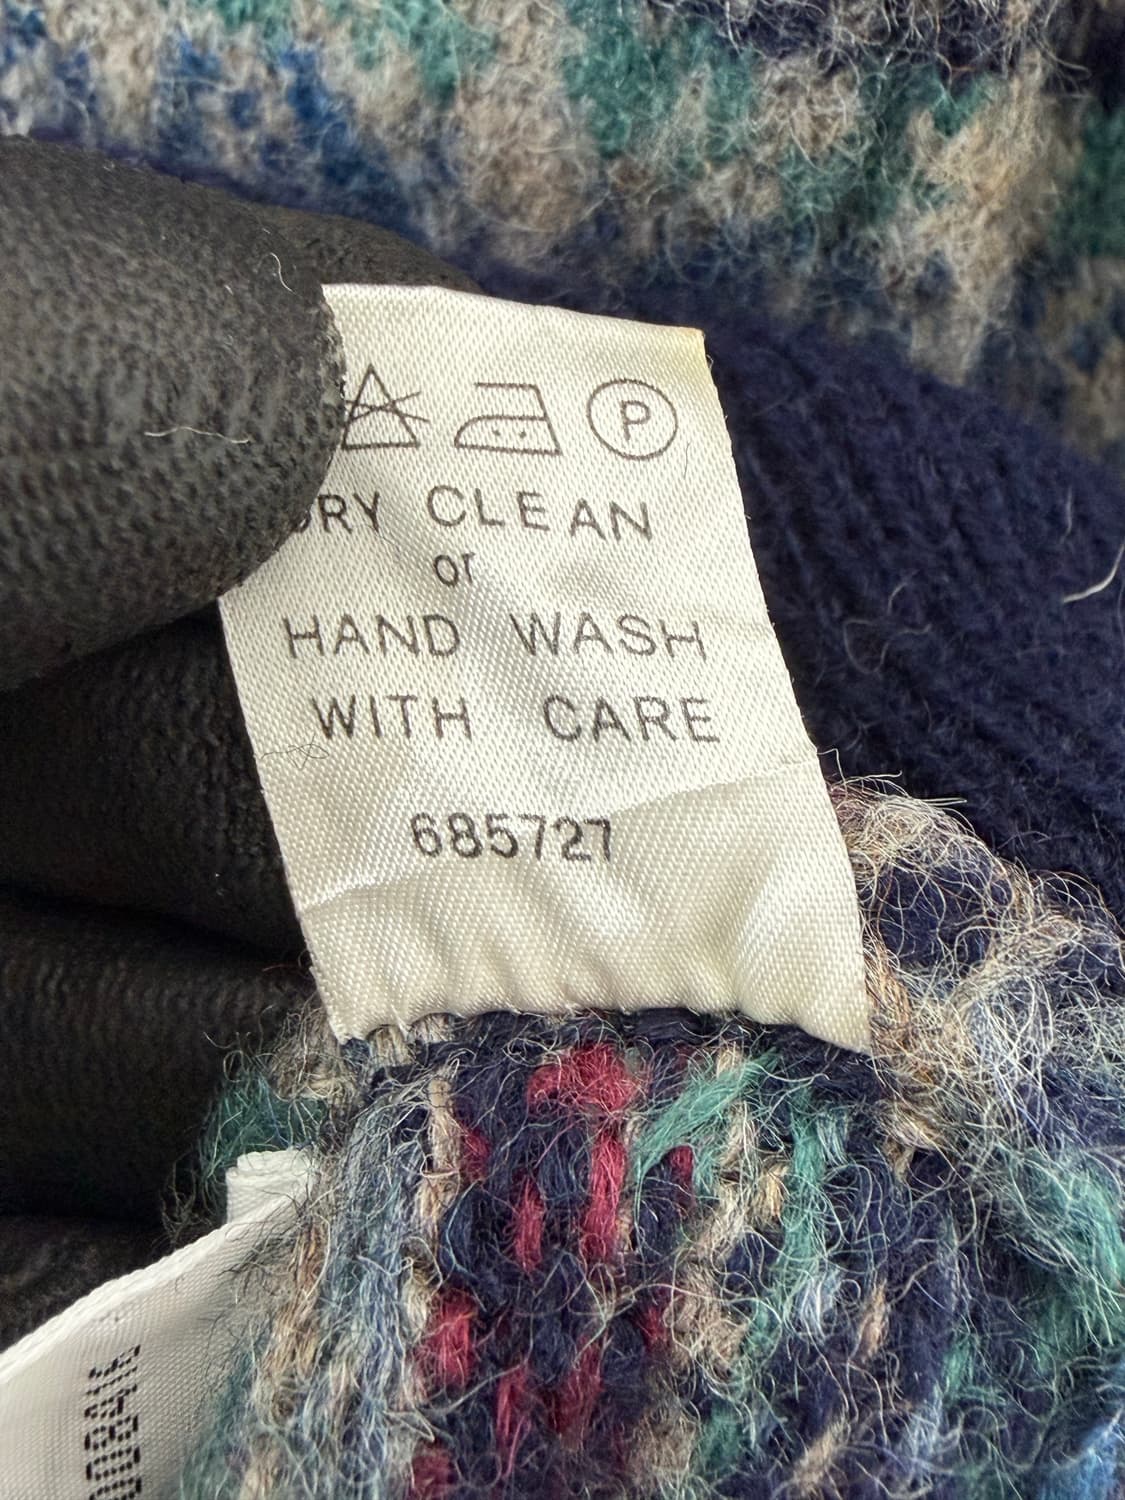 P
DRY CLEAN
or
HAND WASH
WITH CARE
685727